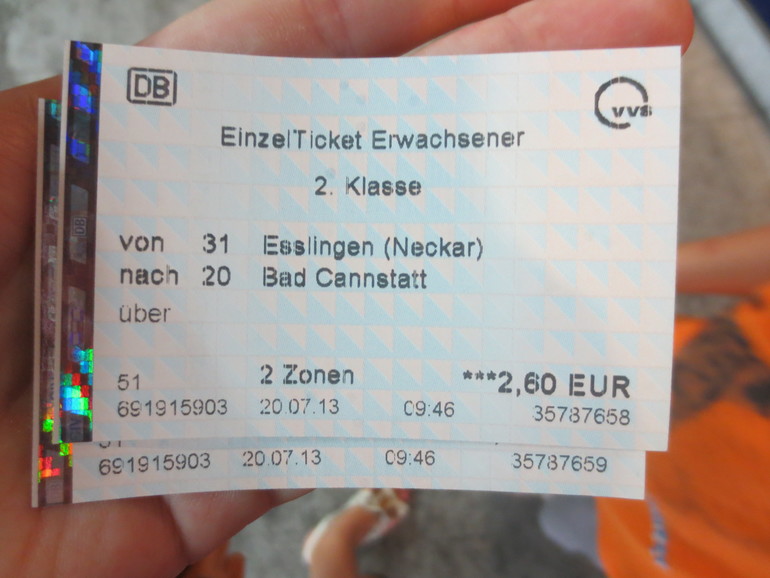 DB
vvs
EinzelTicket Erwachsener
2. Klasse
von 31 Esslingen (Neckar)
nach 20 Bad Cannstatt
über
51 2 Zonen ***2,60 EUR
691915903 20.07.13 09:46 35787658
691915903 20.07.13 09:46 35787659